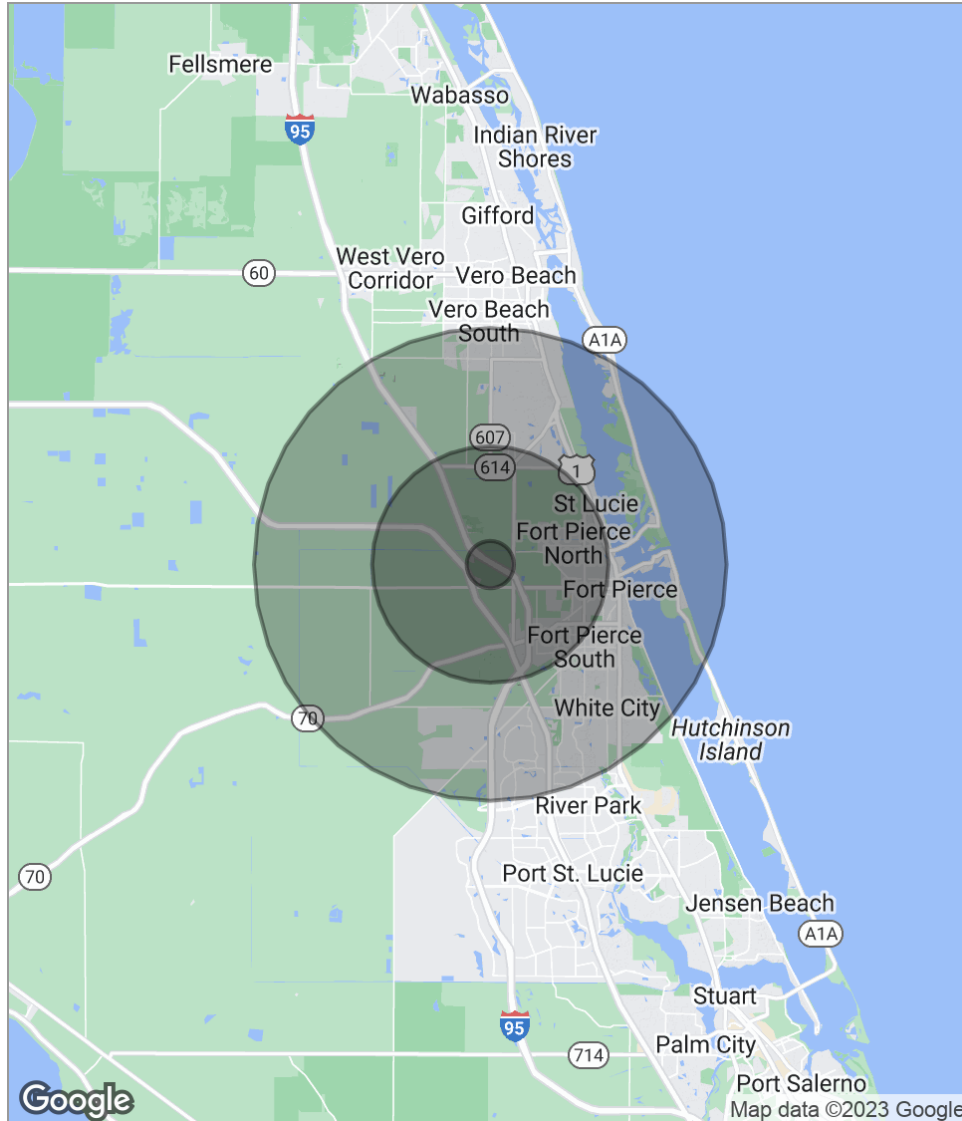 Fellsmere
Wabasso
95
Indian River
Shores
Gifford
West Vero
Corridor
60
Vero Beach
Vero Beach
South
A1A
607
614
1
St Lucie
Fort Pierce
North
Fort Pierce
Fort Pierce
South
White City
70
Hutchinson
Island
River Park
70
Port St. Lucie
Jensen Beach
A1A
Stuart
95
Palm City
714
Port Salerno
Google
Map data ©2023 Google